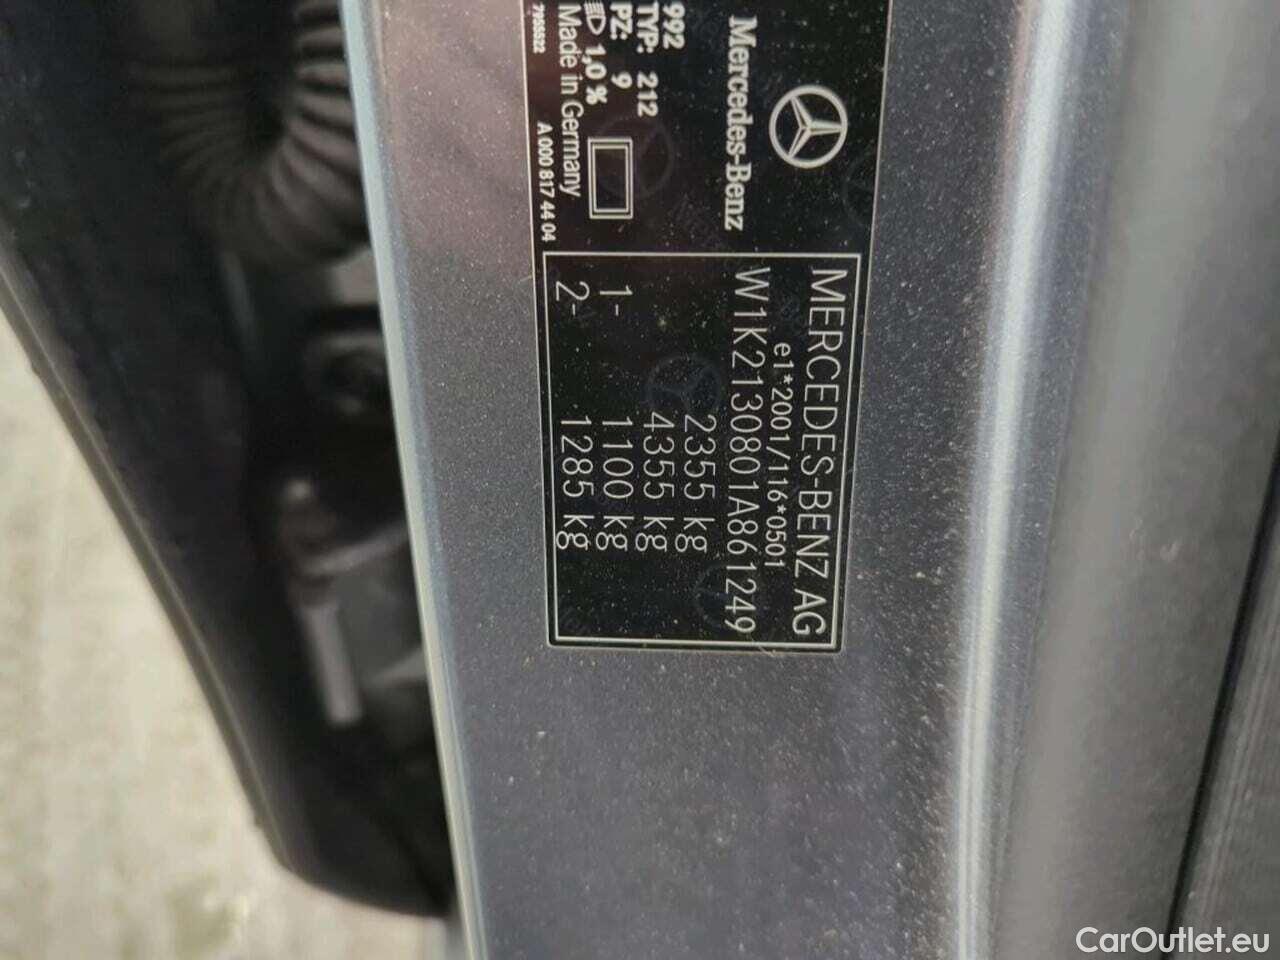 Mercedes-Benz
992
TYP: 212
PZ: 9
1,0 %
Made in Germany
7955522 A 000 817 44 04
MERCEDES-BENZ AG
e1*2001/116*0501
W1K2130801A861249
2355 kg
4355 kg
1- 1100 kg
2- 1285 kg
CarOutlet.eu